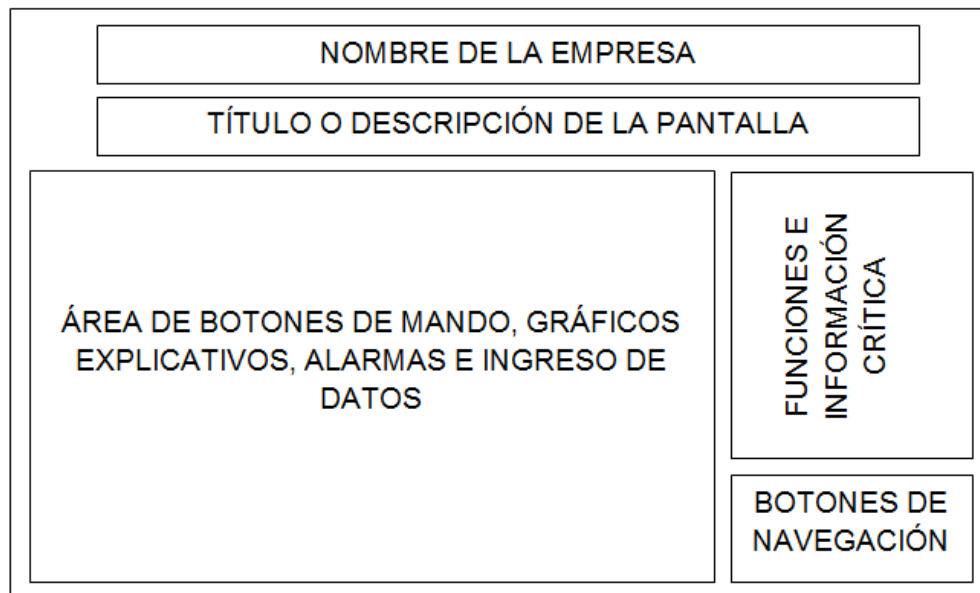 NOMBRE DE LA EMPRESA
TÍTULO O DESCRIPCIÓN DE LA PANTALLA
ÁREA DE BOTONES DE MANDO, GRÁFICOS
EXPLICATIVOS, ALARMAS E INGRESO DE
DATOS
FUNCIONES E
INFORMACIÓN
CRÍTICA
BOTONES DE
NAVEGACIÓN